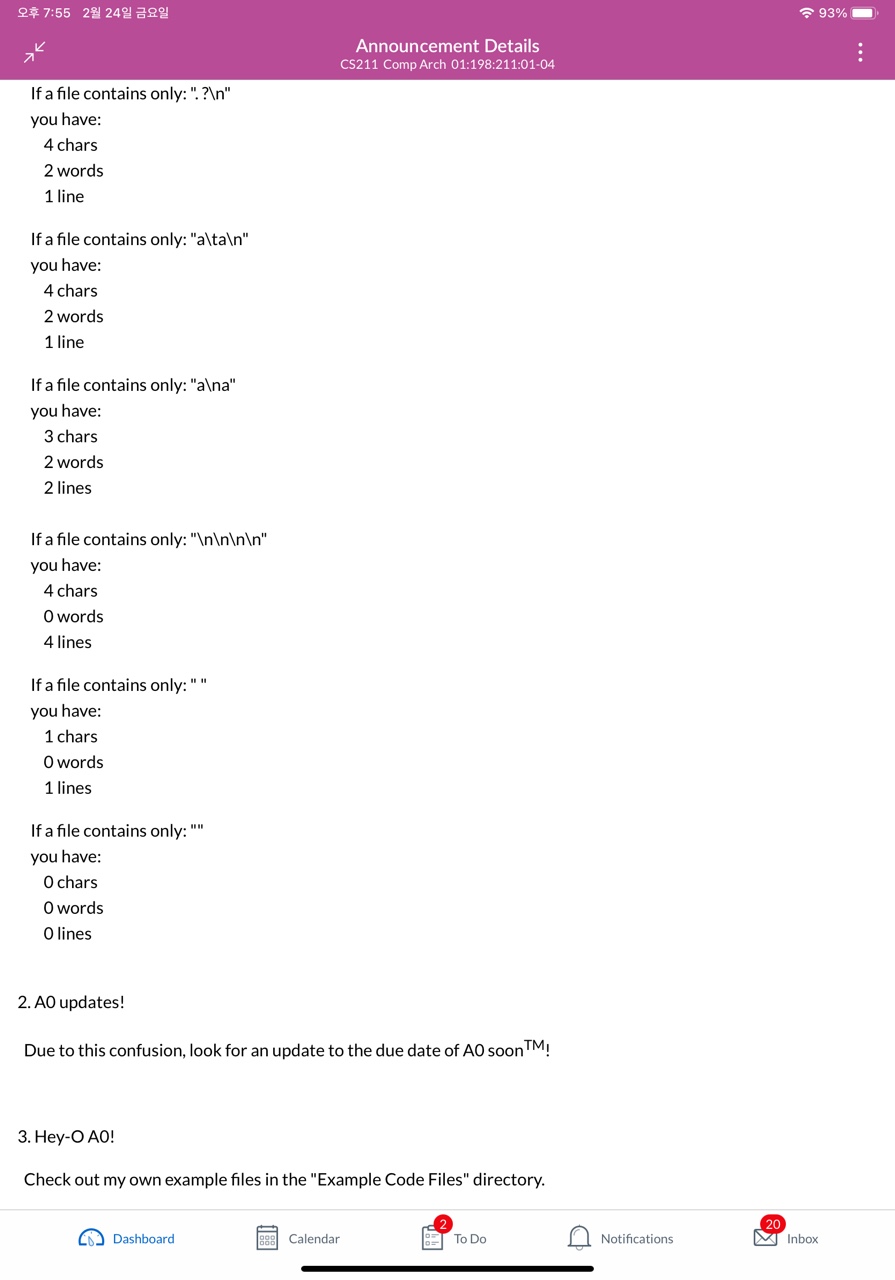 오후 7:55 2월 24일 금요일
93%
Announcement Details
CS211 Comp Arch 01:198:211:01-04
If a file contains only: ". ?\n"
you have:
4 chars
2 words
1 line
If a file contains only: "a\ta\n"
you have:
4 chars
2 words
1 line
If a file contains only: "a\na"
you have:
3 chars
2 words
2 lines
If a file contains only: "\n\n\n\n"
you have:
4 chars
0 words
4 lines
If a file contains only: " "
you have:
1 chars
0 words
1 lines
If a file contains only: ""
you have:
0 chars
0 words
0 lines
2. A0 updates!
Due to this confusion, look for an update to the due date of A0 soonTM!
3. Hey-O A0!
Check out my own example files in the "Example Code Files" directory.
Dashboard
Calendar
2
To Do
Notifications
20
Inbox